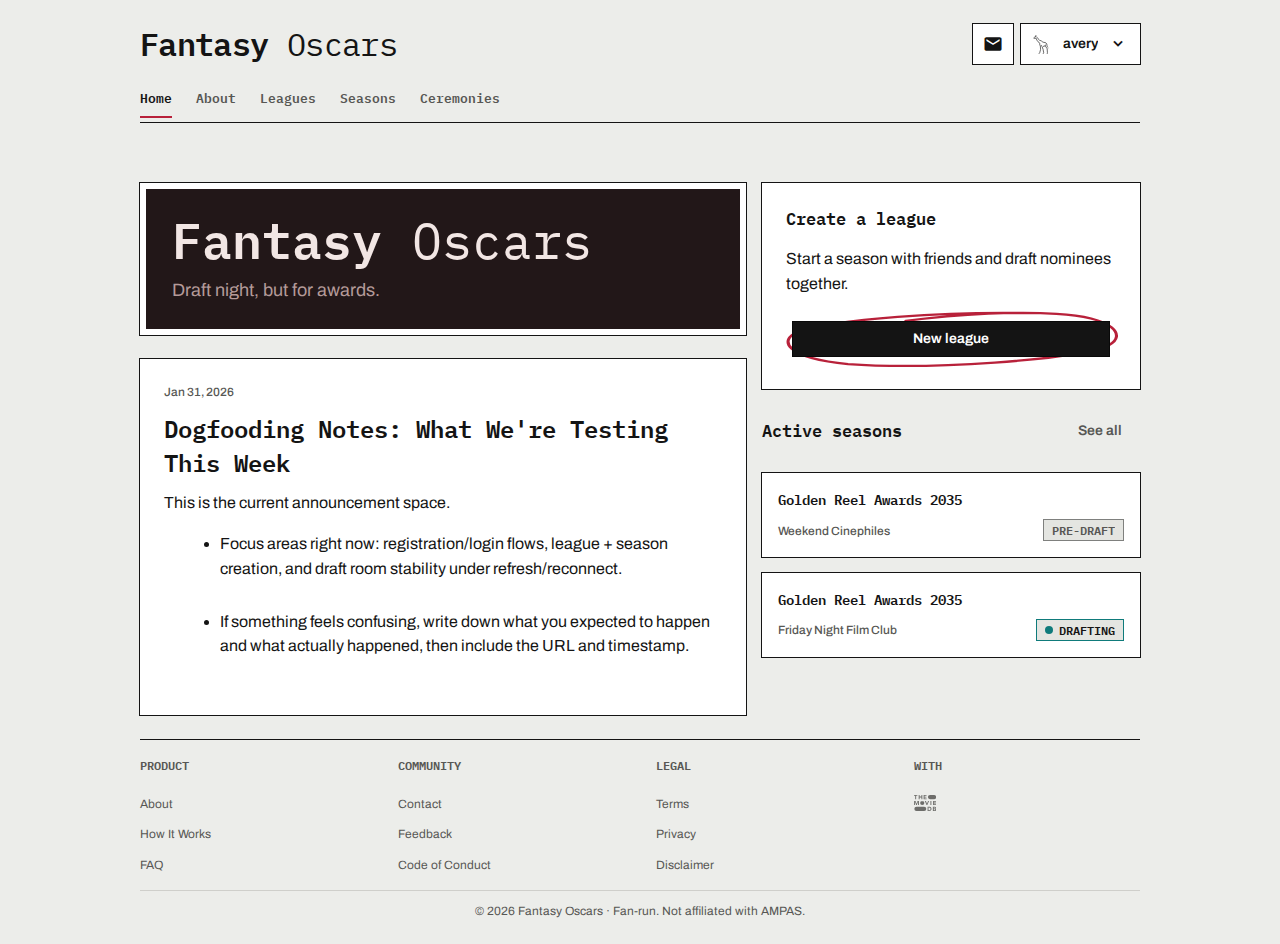 Fantasy Oscars
avery
Home About Leagues Seasons Ceremonies
Fantasy Oscars
Draft night, but for awards.
Jan 31, 2026
Dogfooding Notes: What We're Testing
This Week
This is the current announcement space.
Focus areas right now: registration/login flows, league + season
creation, and draft room stability under refresh/reconnect.
If something feels confusing, write down what you expected to happen
and what actually happened, then include the URL and timestamp.
Create a league
Start a season with friends and draft nominees
together.
New league
Active seasons
See all
Golden Reel Awards 2035
Weekend Cinephiles
PRE-DRAFT
Golden Reel Awards 2035
Friday Night Film Club
DRAFTING
PRODUCT
About
How It Works
FAQ
COMMUNITY
Contact
Feedback
Code of Conduct
LEGAL
Terms
Privacy
Disclaimer
WITH
THE
MOVIE
DB
© 2026 Fantasy Oscars · Fan-run. Not affiliated with AMPAS.